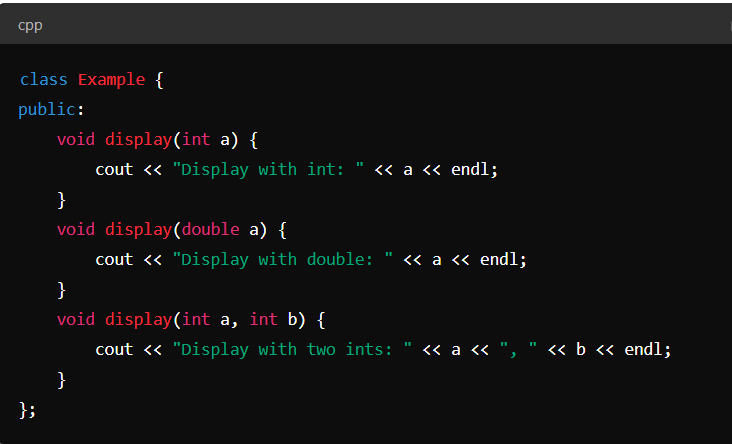 cpp
class Example {
public:
    void display(int a) {
        cout << "Display with int: " << a << endl;
    }
    void display(double a) {
        cout << "Display with double: " << a << endl;
    }
    void display(int a, int b) {
        cout << "Display with two ints: " << a << ", " << b << endl;
    }
};